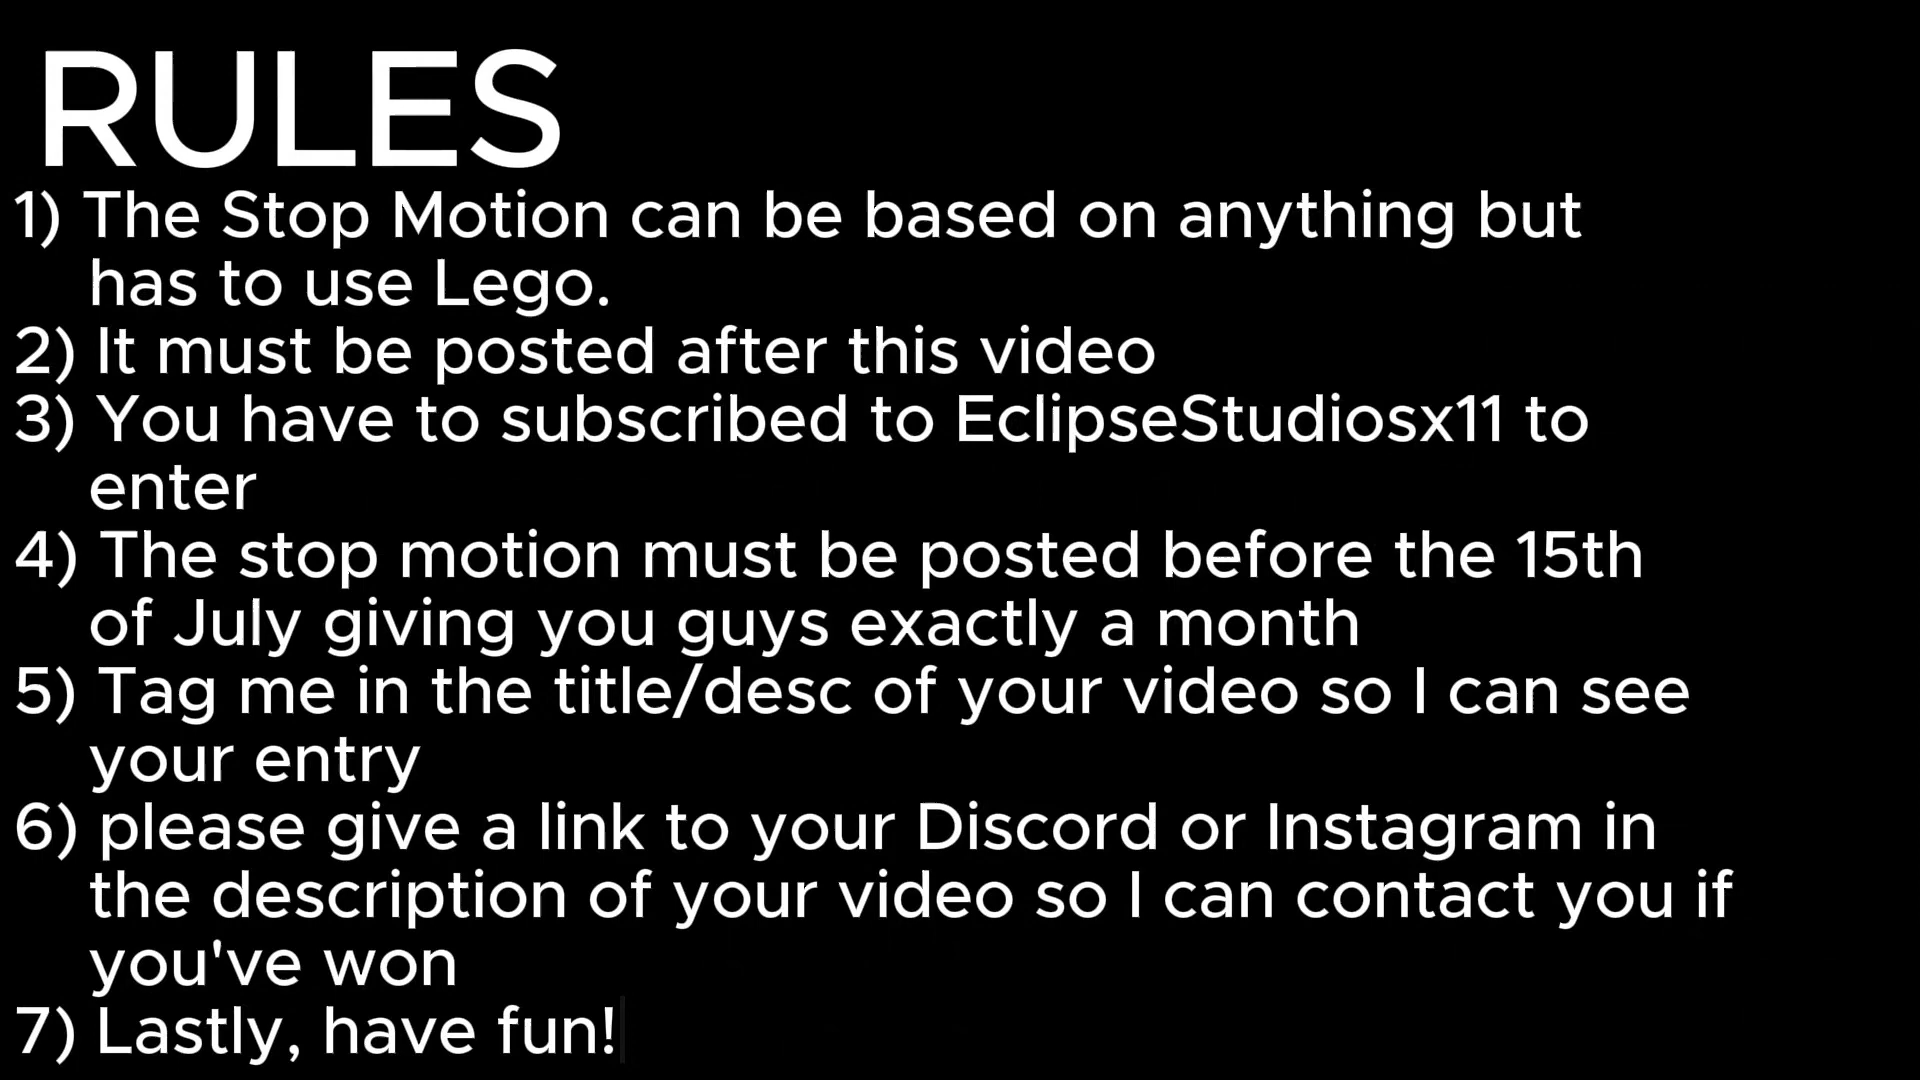 RULES
1) The Stop Motion can be based on anything but
has to use Lego.
2) It must be posted after this video
3) You have to subscribed to EclipseStudiosx11 to
enter
4) The stop motion must be posted before the 15th
of July giving you guys exactly a month
5) Tag me in the title/desc of your video so I can see
your entry
6) please give a link to your Discord or Instagram in
the description of your video so I can contact you if
you've won
7) Lastly, have fun!